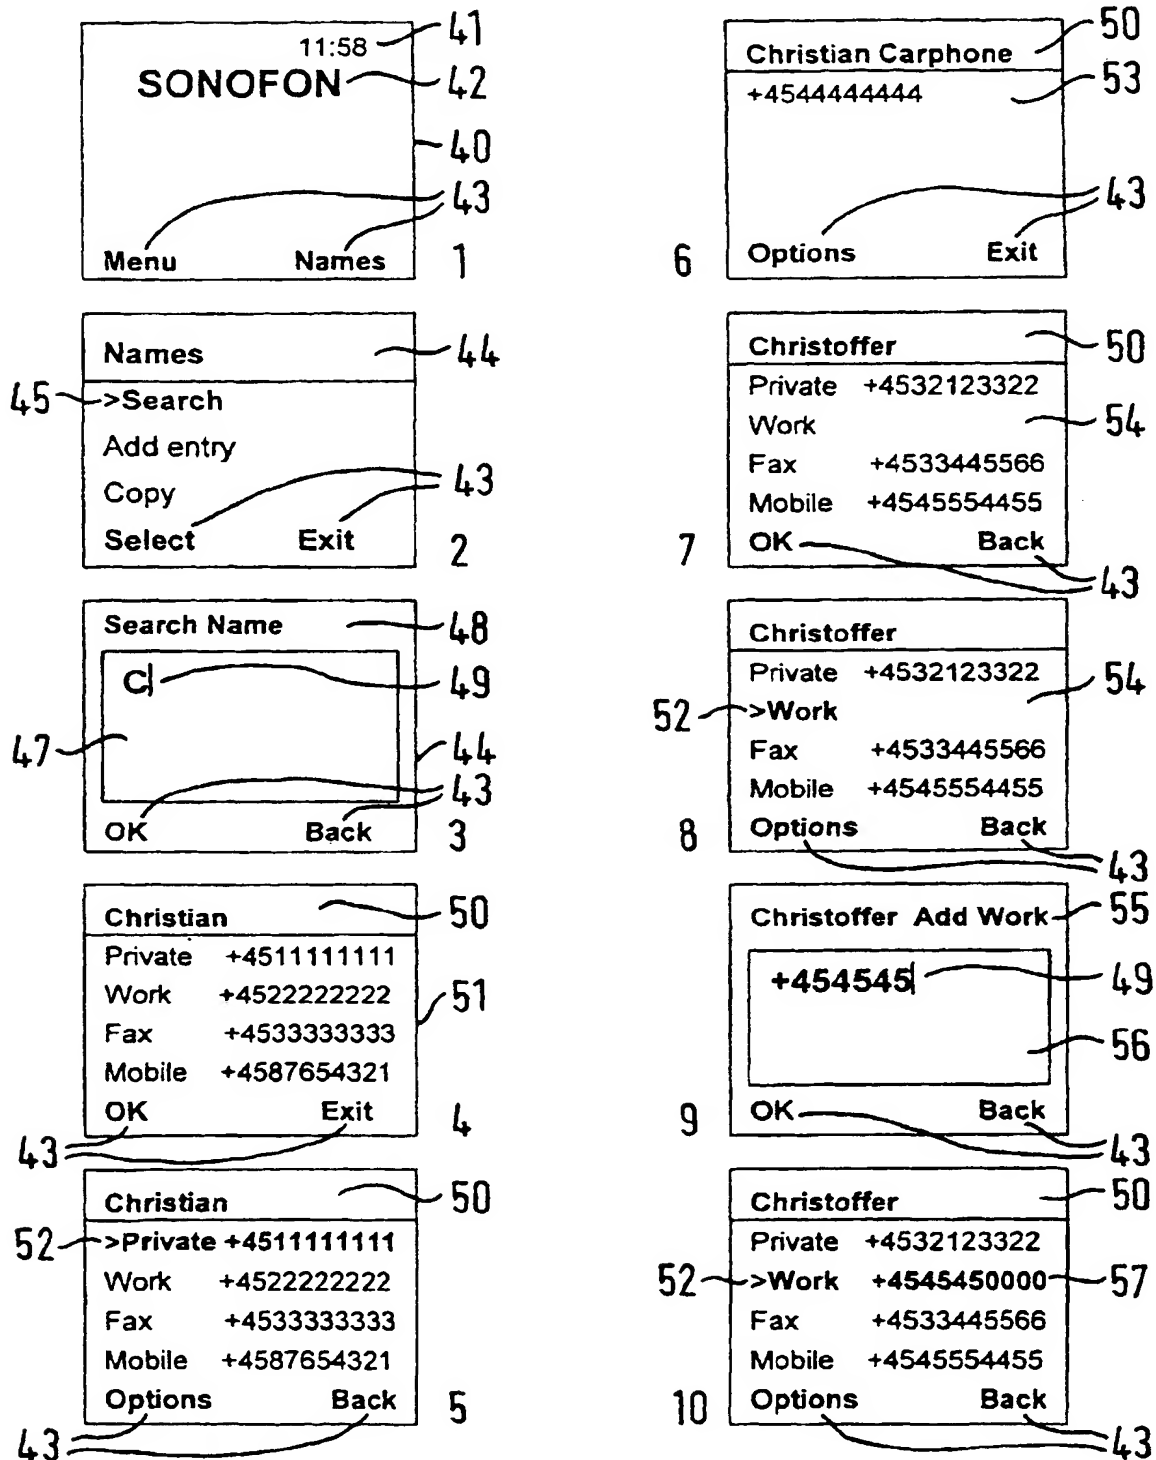 11:58 41
SONOFON 42
40
43
Menu Names 1
Names 44
45 >Search
Add entry
Copy 43
Select Exit 2
Search Name 48
C 49
47 44
43
OK Back 3
Christian 50
Private +4511111111
Work +4522222222 51
Fax +4533333333
Mobile +4587654321
OK Exit 4
43
Christian 50
52 >Private +4511111111
Work +4522222222
Fax +4533333333
Mobile +4587654321
Options Back 5
43
50
Christian Carphone
+4544444444 53
43
6 Options Exit
Christoffer 50
Private +4532123322
Work 54
Fax +4533445566
Mobile +4545554455
7 OK Back
43
Christoffer
Private +4532123322 54
52 >Work
Fax +4533445566
Mobile +4545554455
8 Options Back
43
Christoffer Add Work 55
+454545 49
56
9 OK Back
43
Christoffer 50
Private +4532123322
52 >Work +4545450000 57
Fax +4533445566
Mobile +4545554455
10 Options Back
43